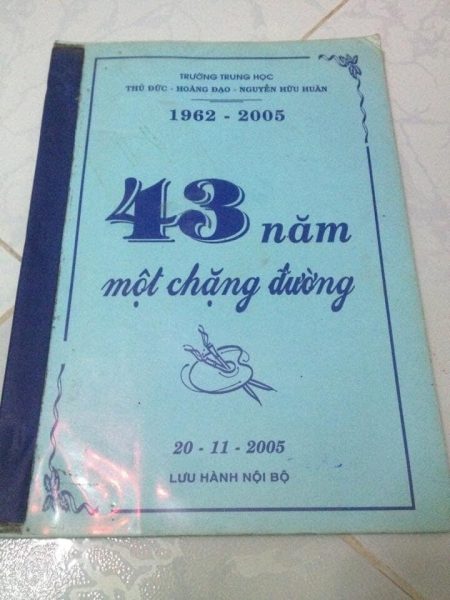 TRƯỜNG TRUNG HỌC
THỦ ĐỨC - HOÀNG ĐẠO - NGUYỄN HỮU HUÂN
1962 - 2005
43 năm
một chặng đường
20 - 11 - 2005
LƯU HÀNH NỘI BỘ